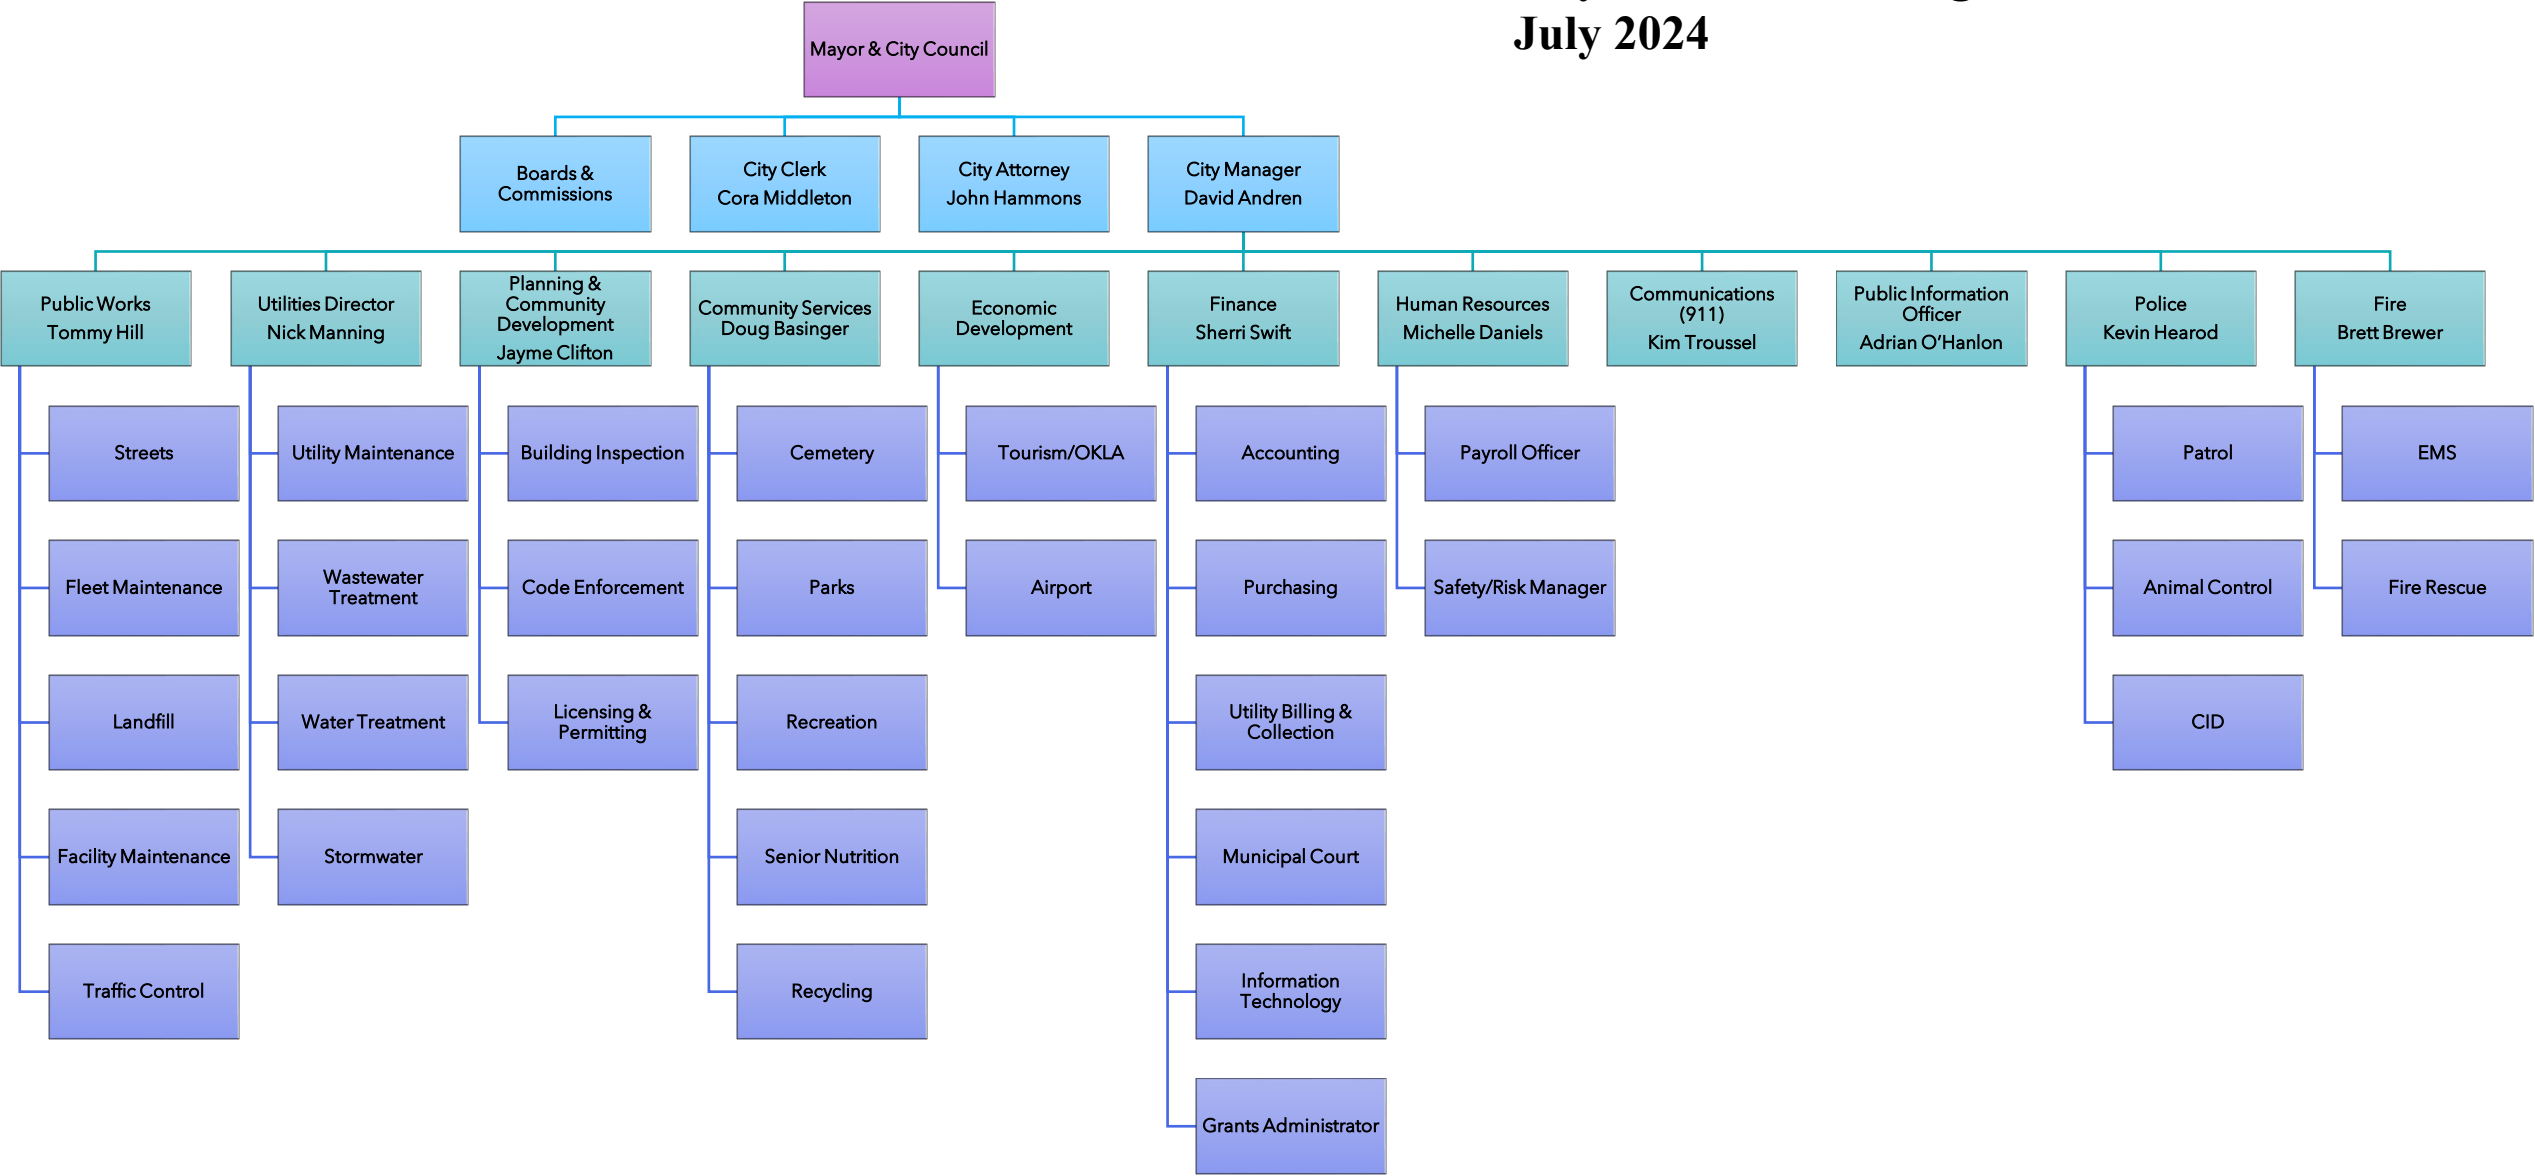 July 2024
Mayor & City Council
Boards &
Commissions
City Clerk
Cora Middleton
City Attorney
John Hammons
City Manager
David Andren
Public Works
Tommy Hill
Utilities Director
Nick Manning
Planning &
Community
Development
Jayme Clifton
Community Services
Doug Basinger
Economic
Development
Finance
Sherri Swift
Human Resources
Michelle Daniels
Communications
(911)
Kim Troussel
Public Information
Officer
Adrian O’Hanlon
Police
Kevin Hearod
Fire
Brett Brewer
Streets
Fleet Maintenance
Landfill
Facility Maintenance
Traffic Control
Utility Maintenance
Wastewater
Treatment
Water Treatment
Stormwater
Building Inspection
Code Enforcement
Licensing &
Permitting
Cemetery
Parks
Recreation
Senior Nutrition
Recycling
Tourism/OKLA
Airport
Accounting
Purchasing
Utility Billing &
Collection
Municipal Court
Information
Technology
Grants Administrator
Payroll Officer
Safety/Risk Manager
Patrol
Animal Control
CID
EMS
Fire Rescue